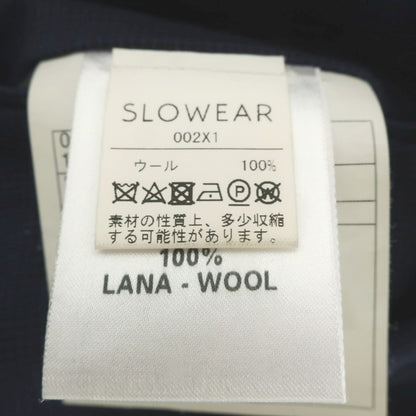 SLOWEAR
002X1
ウール 100%
素材の性質上、多少収縮
する可能性があります。
100%
LANA - WOOL